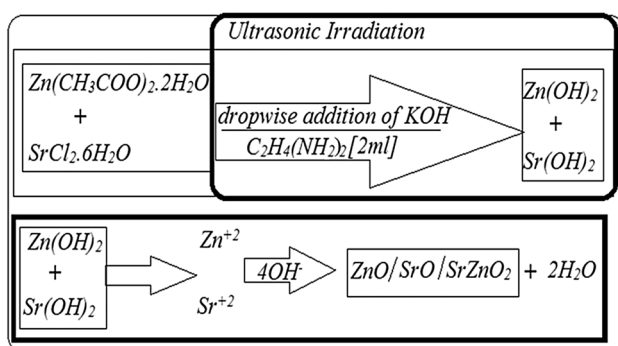 Ultrasonic Irradiation
Zn(CH3COO)2.2H2O
+
SrCl2.6H2O
dropwise addition of KOH
C2H4(NH2)2[2ml]
Zn(OH)2
+
Sr(OH)2
Zn(OH)2
+
Sr(OH)2
Zn+2
Sr+2
4OH-
ZnO/SrO/SrZnO2 + 2H2O